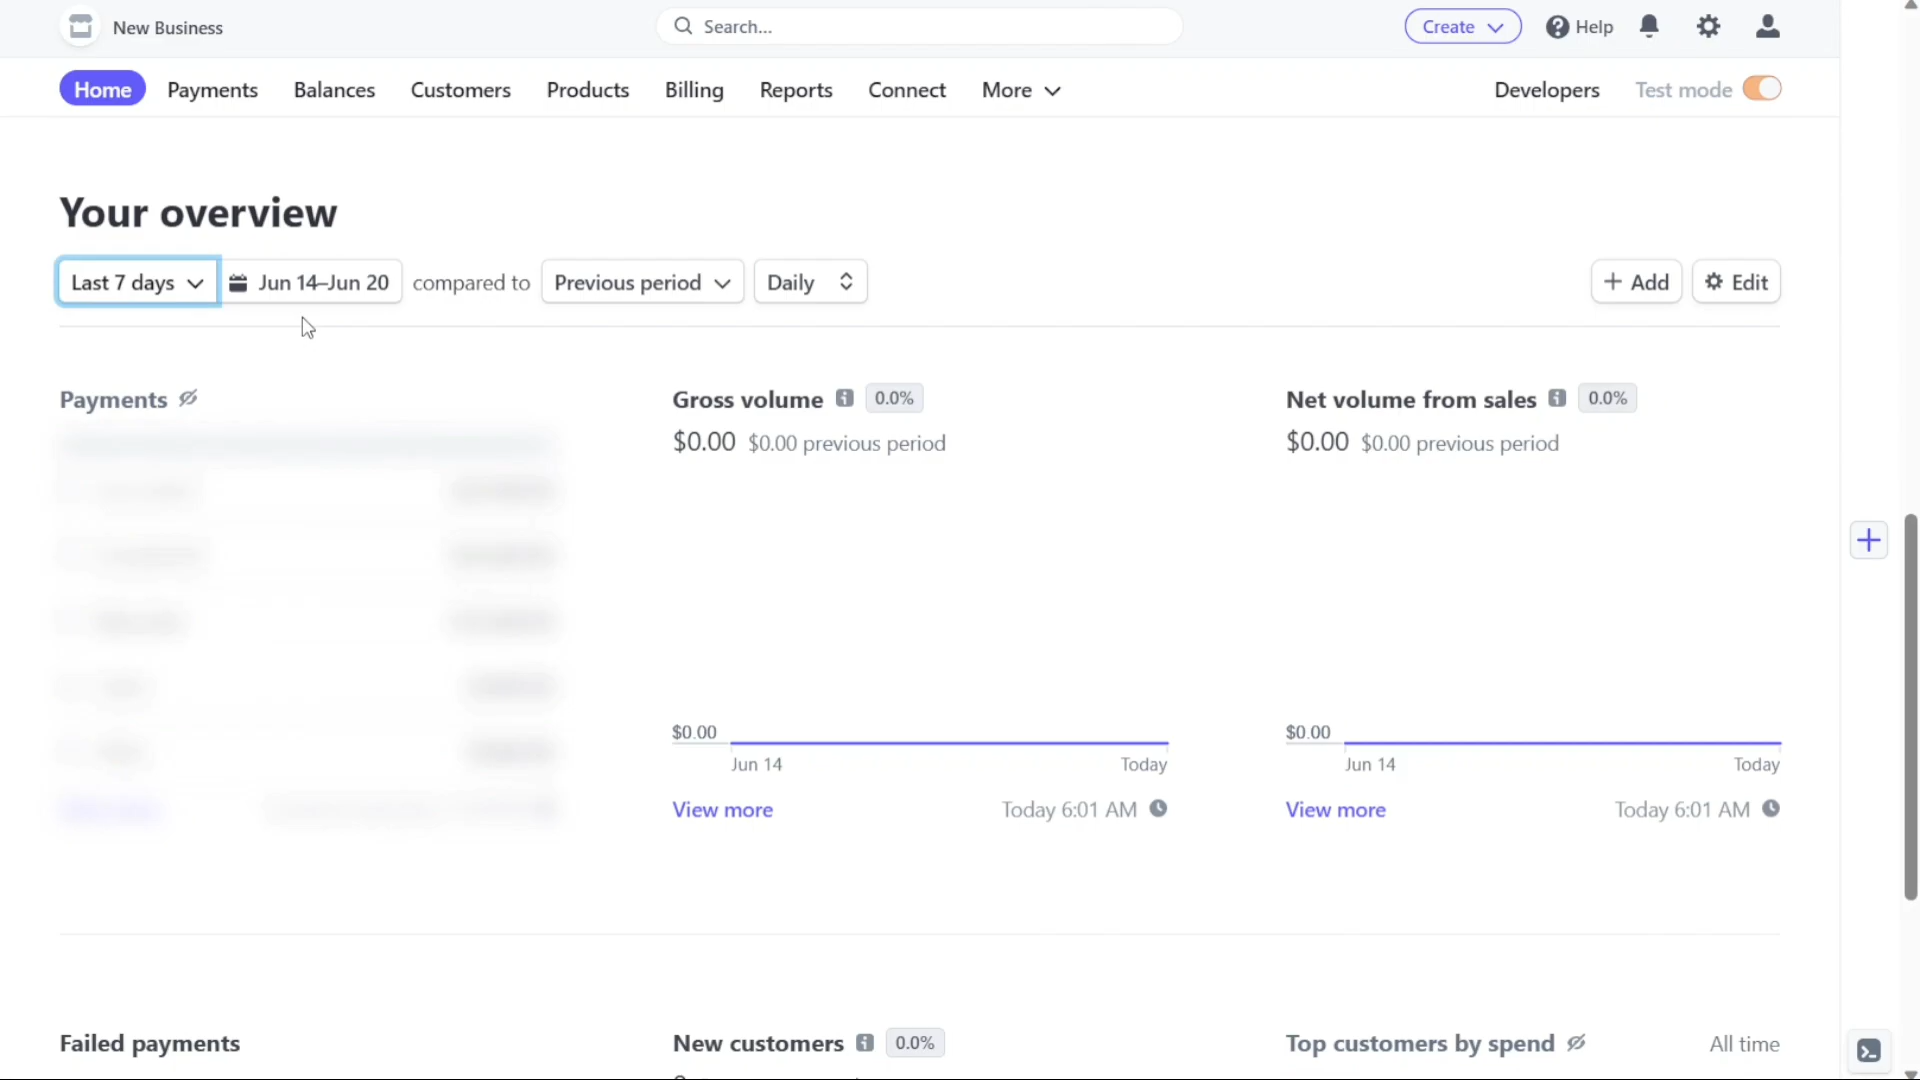 New Business
Search...
Create
Help
Home
Payments
Balances
Customers
Products
Billing
Reports
Connect
More
Developers
Test mode
Your overview
Last 7 days
Jun 14–Jun 20
compared to
Previous period
Daily
+ Add
Edit
Payments
Gross volume
0.0%
$0.00 $0.00 previous period
$0.00
Jun 14
Today
View more
Today 6:01 AM
Net volume from sales
0.0%
$0.00 $0.00 previous period
$0.00
Jun 14
Today
View more
Today 6:01 AM
Failed payments
New customers
0.0%
Top customers by spend
All time